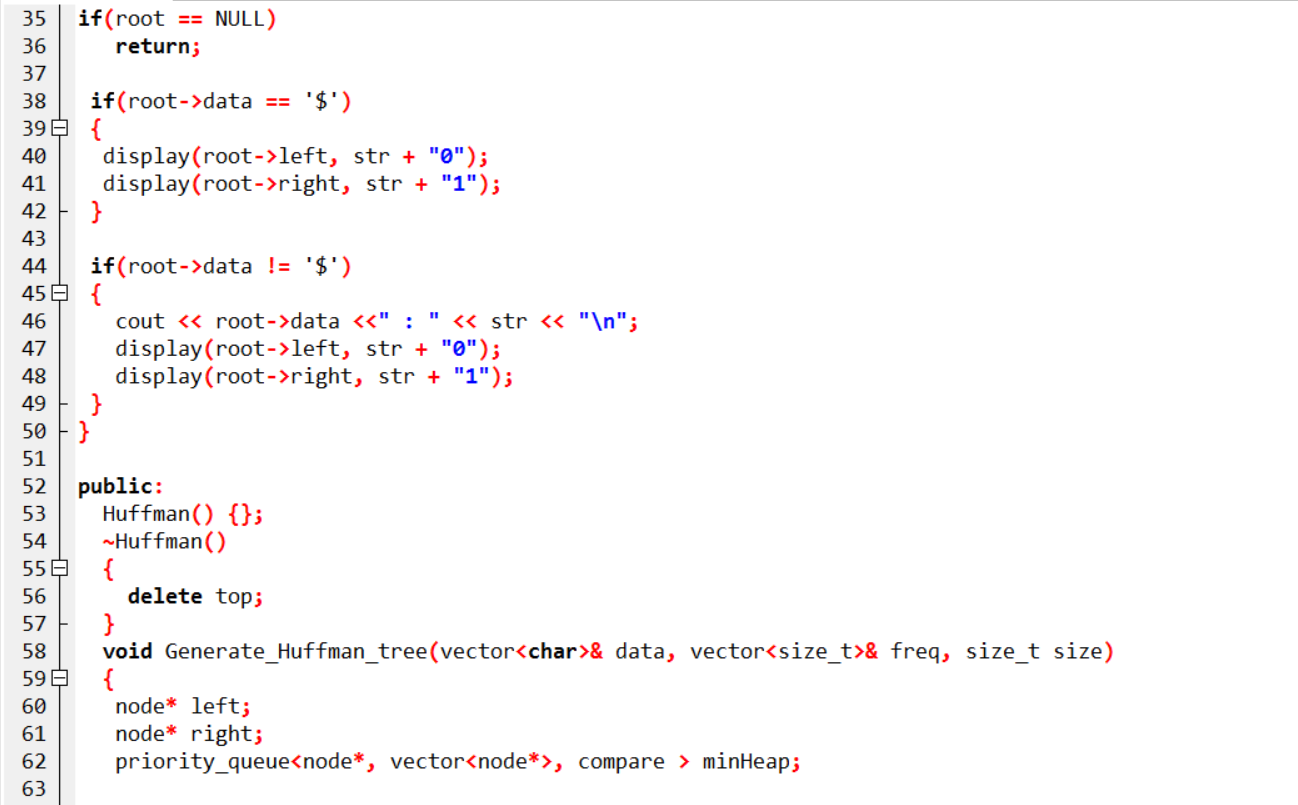 35 if(root == NULL)
36 return;
37
38 if(root->data == '$')
39 {
40 display(root->left, str + "0");
41 display(root->right, str + "1");
42 }
43
44 if(root->data != '$')
45 {
46 cout << root->data <<" : " << str << "\n";
47 display(root->left, str + "0");
48 display(root->right, str + "1");
49 }
50 }
51
52 public:
53 Huffman() {};
54 ~Huffman()
55 {
56 delete top;
57 }
58 void Generate_Huffman_tree(vector<char>& data, vector<size_t>& freq, size_t size)
59 {
60 node* left;
61 node* right;
62 priority_queue<node*, vector<node*>, compare > minHeap;
63